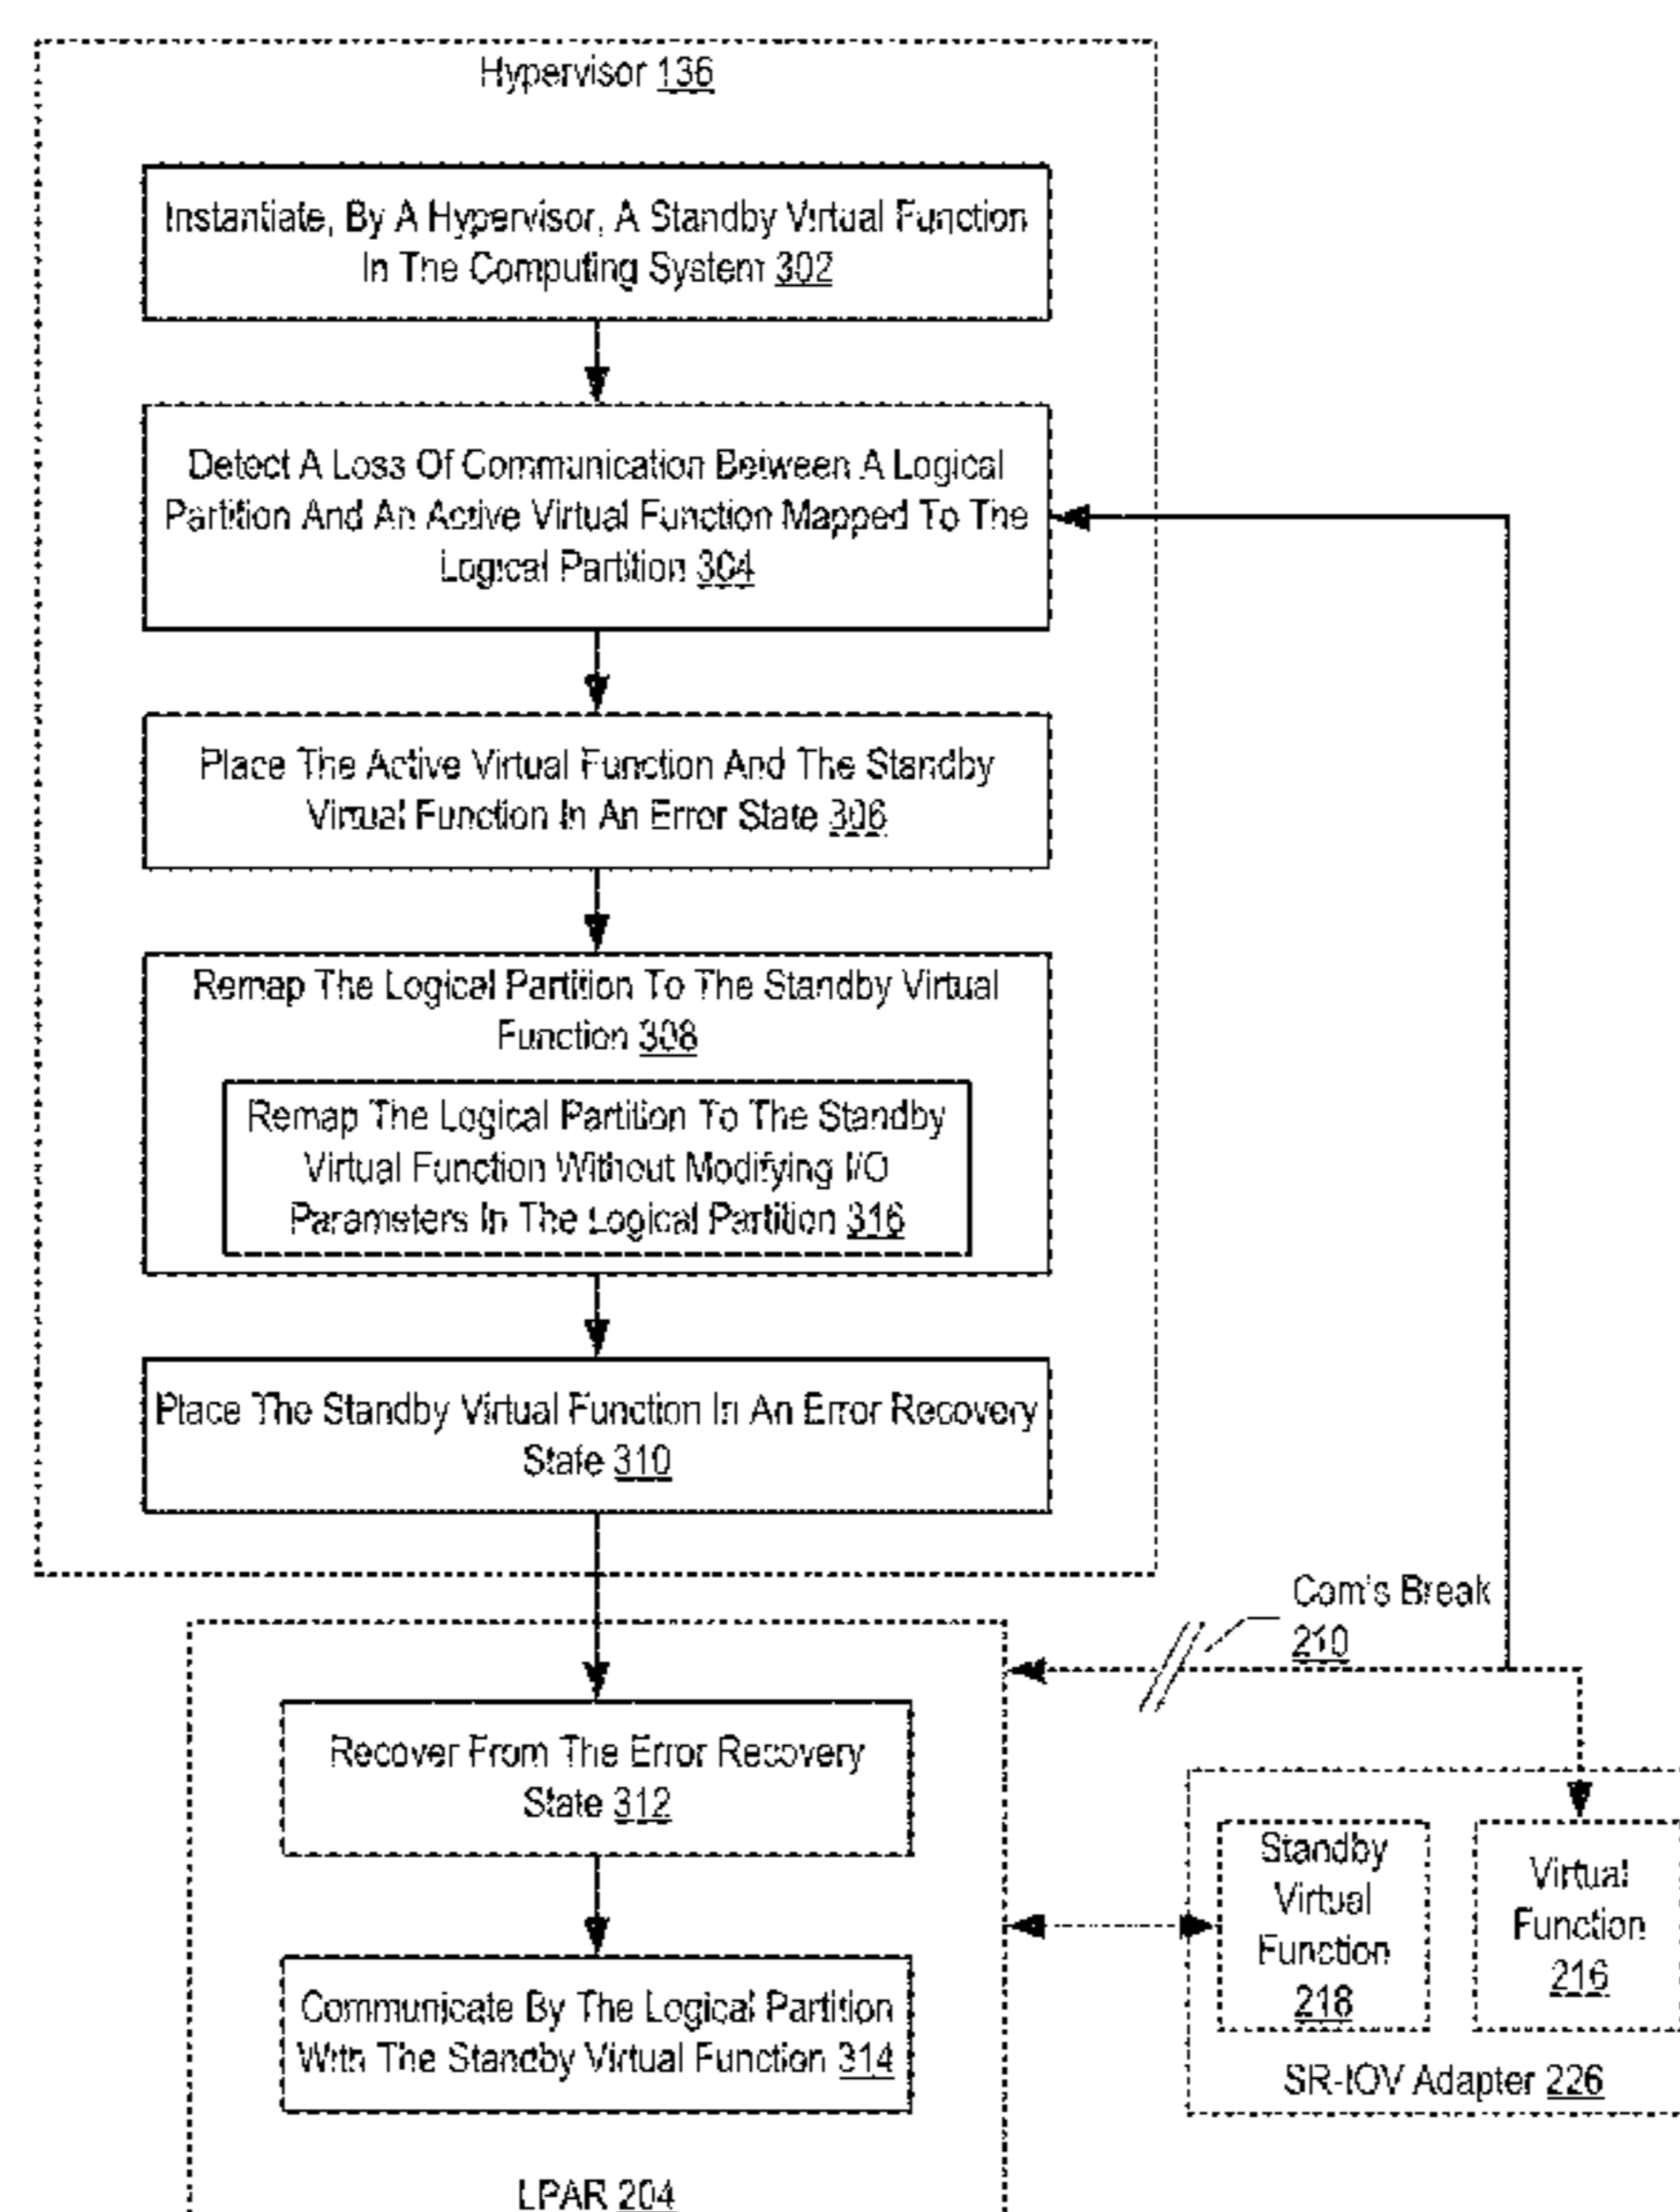 Hypervisor 136
Instantiate, By A Hypervisor, A Standby Virtual Function
In The Computing System 302
Detect A Loss Of Communication Between A Logical
Partition And An Active Virtual Function Mapped To The
Logical Partition 304
Place The Active Virtual Function And The Standby
Virtual Function In An Error State 306
Remap The Logical Partition To The Standby Virtual
Function 308
Remap The Logical Partition To The Standby
Virtual Function Without Modifying I/O
Parameters In The Logical Partition 316
Place The Standby Virtual Function In An Error Recovery
State 310
Com's Break
210
Recover From The Error Recovery
State 312
Communicate By The Logical Partition
With The Standby Virtual Function 314
LPAR 204
Standby
Virtual
Function
218
Virtual
Function
216
SR-IOV Adapter 226